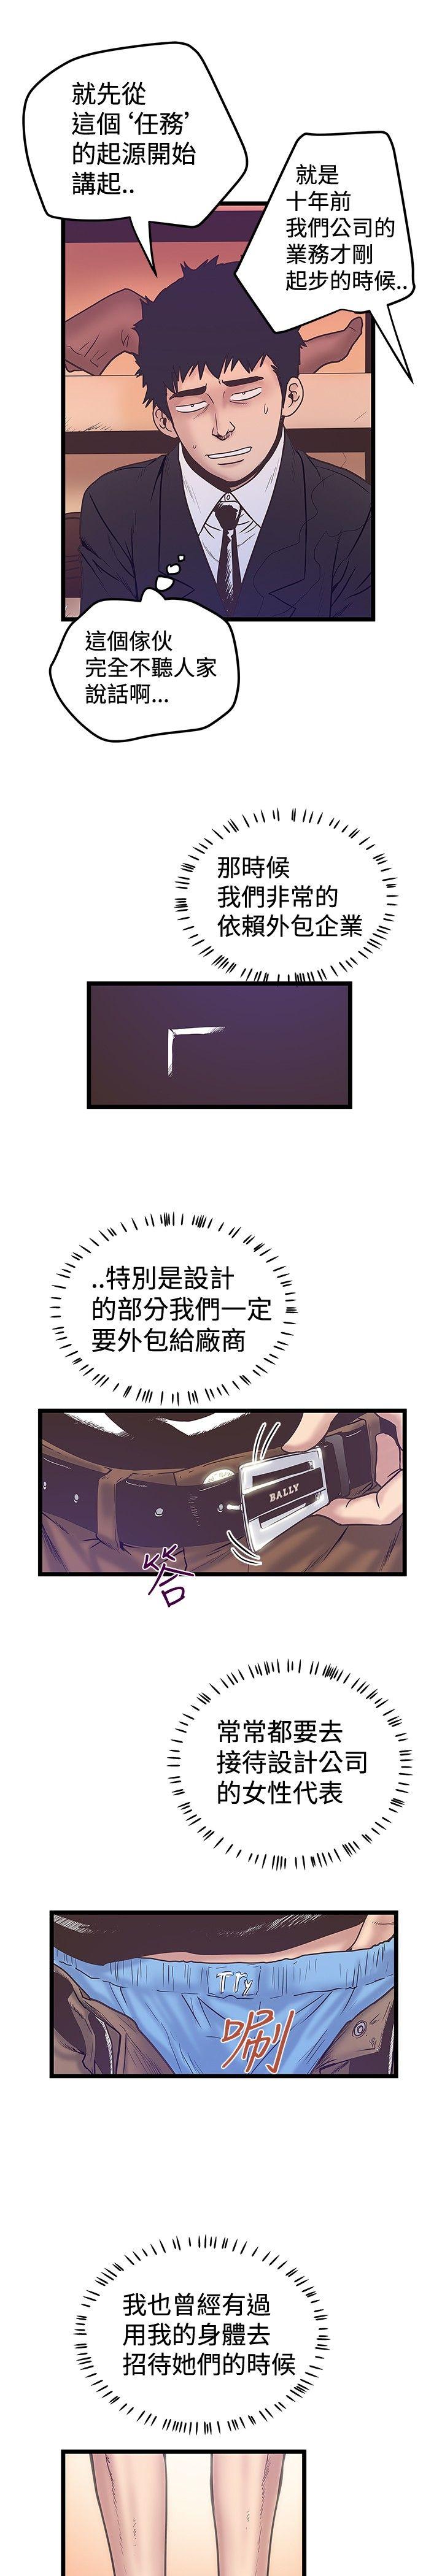 就先從
這個‘任務’
的起源開始
講起..
就是
十年前
我們公司的
業務才剛
起步的時候..
這個傢伙
完全不聽人家
說話啊...
那時候
我們非常的
依賴外包企業
..特別是設計
的部分我們一定
要外包給廠商
BALLY
答
常常都要去
接待設計公司
的女性代表
Try
唰
我也曾經有過
用我的身體去
招待她們的時候